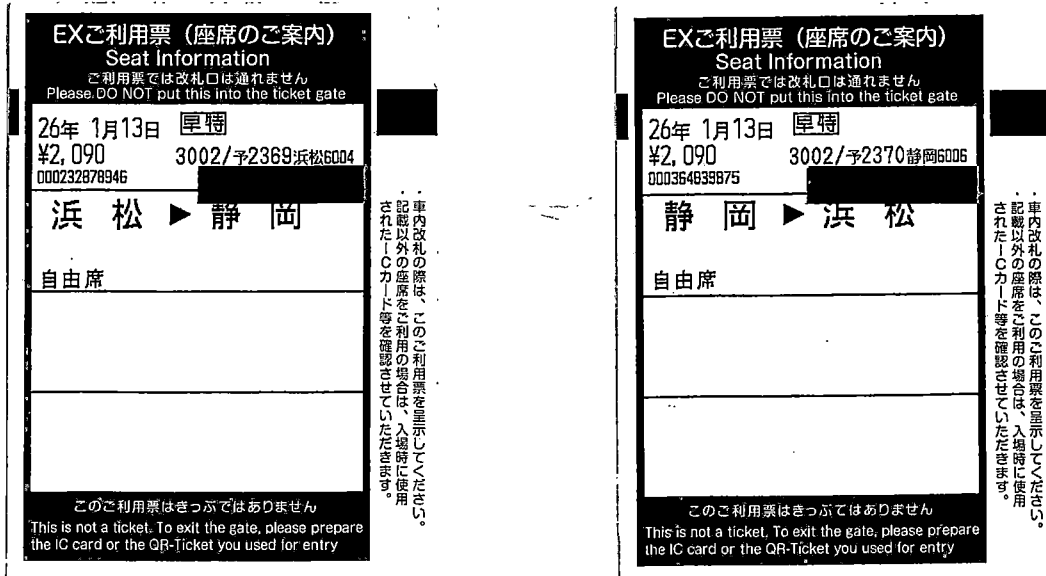 EXご利用票（座席のご案内）
Seat Information
ご利用票では改札口は通れません
Please DO NOT put this into the ticket gate
26年 1月13日 早特
¥2,090 3002/予2369浜松6004
000232878946
浜 松 ▶ 静 岡
自由席
このご利用票はきっぷではありません
This is not a ticket. To exit the gate, please prepare
the IC card or the QR-Ticket you used for entry
・車内改札の際は、このご利用票を呈示してください。
・記載以外の座席をご利用の場合は、入場時に使用
されたICカード等を確認させていただきます。
EXご利用票（座席のご案内）
Seat Information
ご利用票では改札口は通れません
Please DO NOT put this into the ticket gate
26年 1月13日 早特
¥2,090 3002/予2370静岡6006
000364839875
静 岡 ▶ 浜 松
自由席
このご利用票はきっぷではありません
This is not a ticket. To exit the gate, please prepare
the IC card or the QR-Ticket you used for entry
・車内改札の際は、このご利用票を呈示してください。
・記載以外の座席をご利用の場合は、入場時に使用
されたICカード等を確認させていただきます。